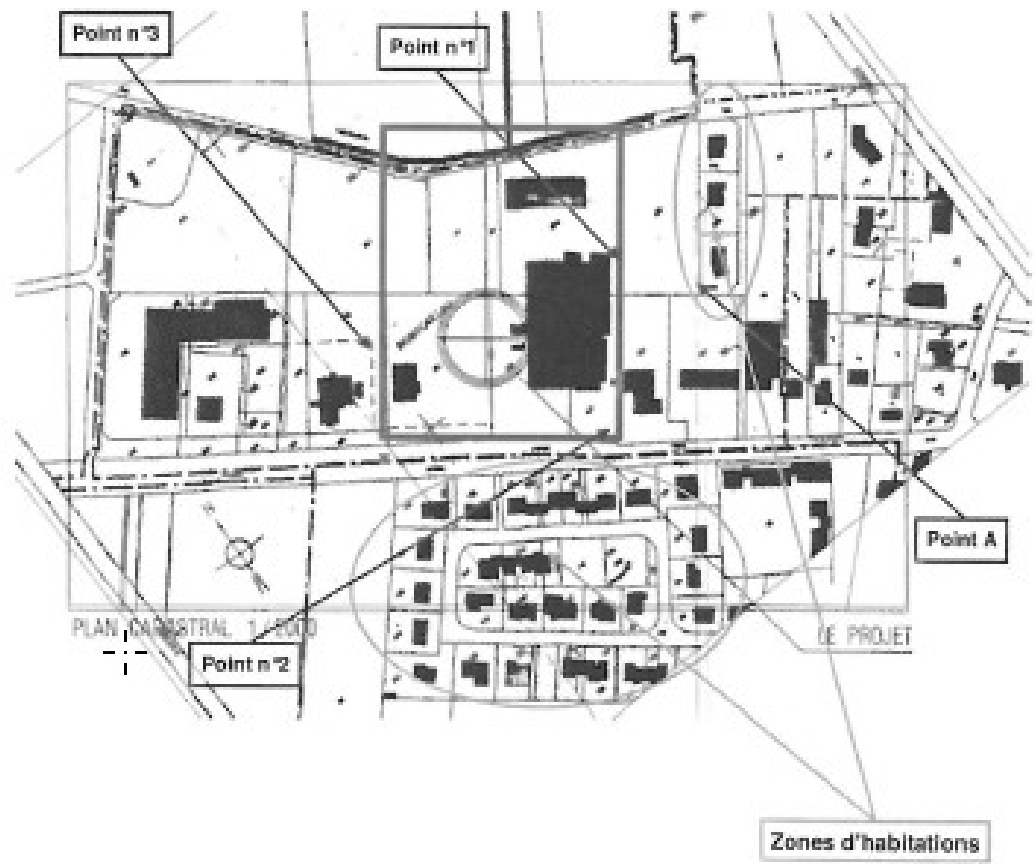 Point n°3
Point n°1
Point A
PLAN CADASTRAL 1/2000
LE PROJET
Point n°2
Zones d'habitations